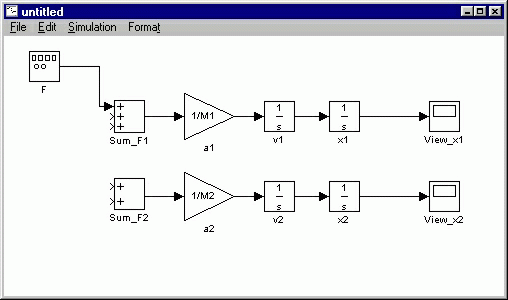 untitled
File Edit Simulation Format
F
+
+
+
Sum_F1
1/M1
a1
1
s
v1
1
s
x1
View_x1
+
+
Sum_F2
1/M2
a2
1
s
v2
1
s
x2
View_x2